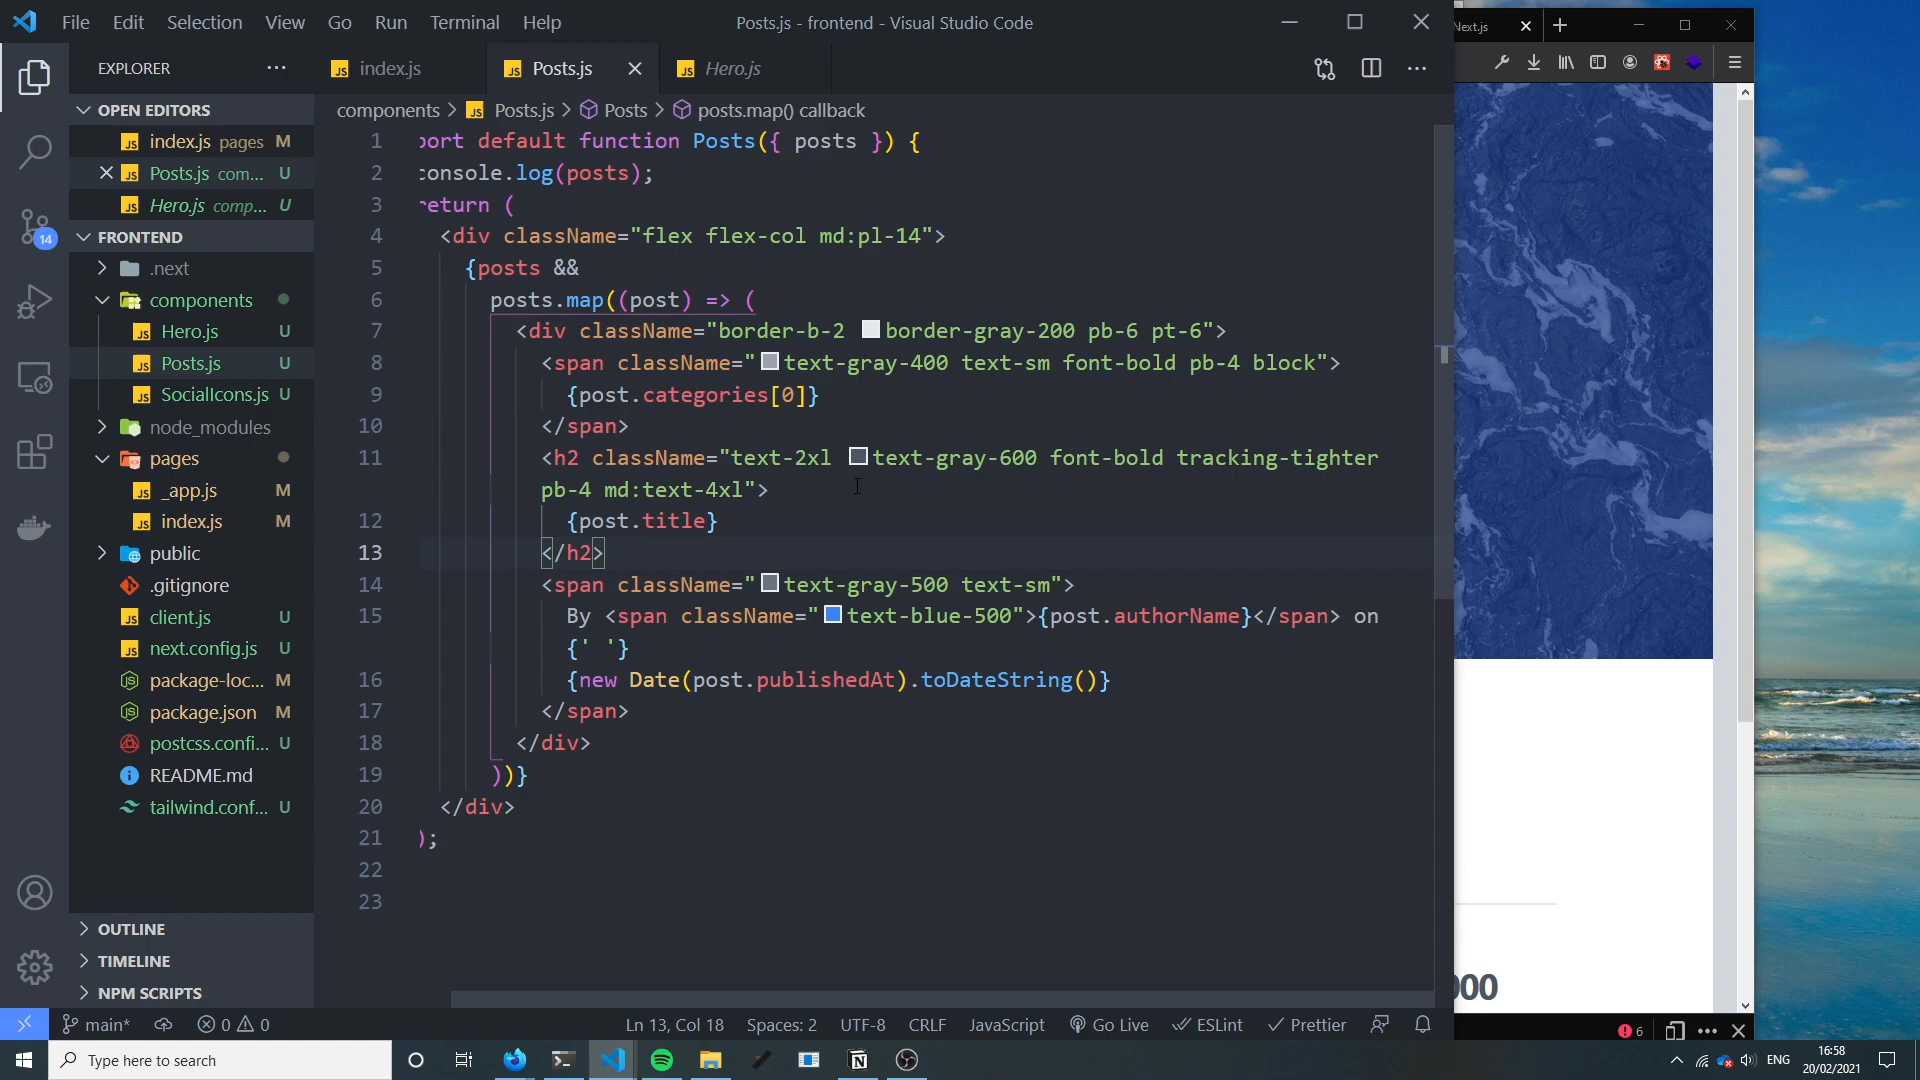 File Edit Selection View Go Run Terminal Help
Posts.js - frontend - Visual Studio Code
Next.js
EXPLORER
index.js
Posts.js
Hero.js
OPEN EDITORS
index.js pages M
Posts.js com... U
Hero.js comp... U
FRONTEND
.next
components
Hero.js U
Posts.js U
SocialIcons.js U
node_modules
pages
_app.js M
index.js M
public
.gitignore
client.js U
next.config.js U
package-loc... M
package.json M
postcss.confi... U
README.md
tailwind.conf... U
OUTLINE
TIMELINE
NPM SCRIPTS
14
components > Posts.js > Posts > posts.map() callback
1 port default function Posts({ posts }) {
2 console.log(posts);
3 return (
4 <div className="flex flex-col md:pl-14">
5 {posts &&
6 posts.map((post) => (
7 <div className="border-b-2 border-gray-200 pb-6 pt-6">
8 <span className="text-gray-400 text-sm font-bold pb-4 block">
9 {post.categories[0]}
10 </span>
11 <h2 className="text-2xl text-gray-600 font-bold tracking-tighter
pb-4 md:text-4xl">
12 {post.title}
13 </h2>
14 <span className="text-gray-500 text-sm">
15 By <span className="text-blue-500">{post.authorName}</span> on
{' '}
16 {new Date(post.publishedAt).toDateString()}
17 </span>
18 </div>
19 ))}
20 </div>
21 );
22
23
000
main* 0 0
Ln 13, Col 18 Spaces: 2 UTF-8 CRLF JavaScript Go Live ESLint Prettier
6
Type here to search
ENG
16:58
20/02/2021